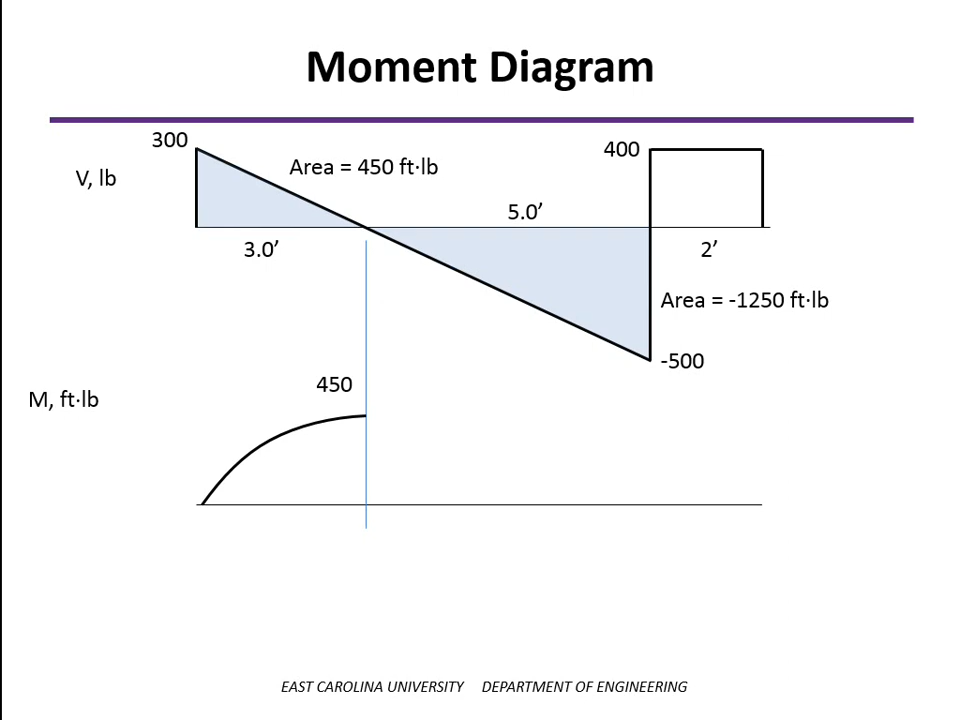 Moment Diagram
300
V, lb
Area = 450 ft·lb
400
5.0’
3.0’
2’
Area = -1250 ft·lb
-500
450
M, ft·lb
EAST CAROLINA UNIVERSITY DEPARTMENT OF ENGINEERING